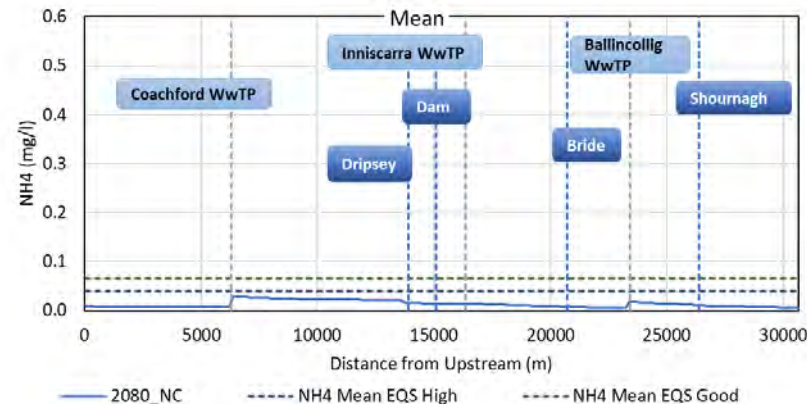 Mean
0.6
0.5
0.4
0.3
0.2
0.1
0.0
NH4 (mg/l)
Coachford WwTP
Inniscarra WwTP
Dam
Dripsey
Ballincollig
WwTP
Bride
Shournagh
0 5000 10000 15000 20000 25000 30000
Distance from Upstream (m)
2080_NC NH4 Mean EQS High NH4 Mean EQS Good